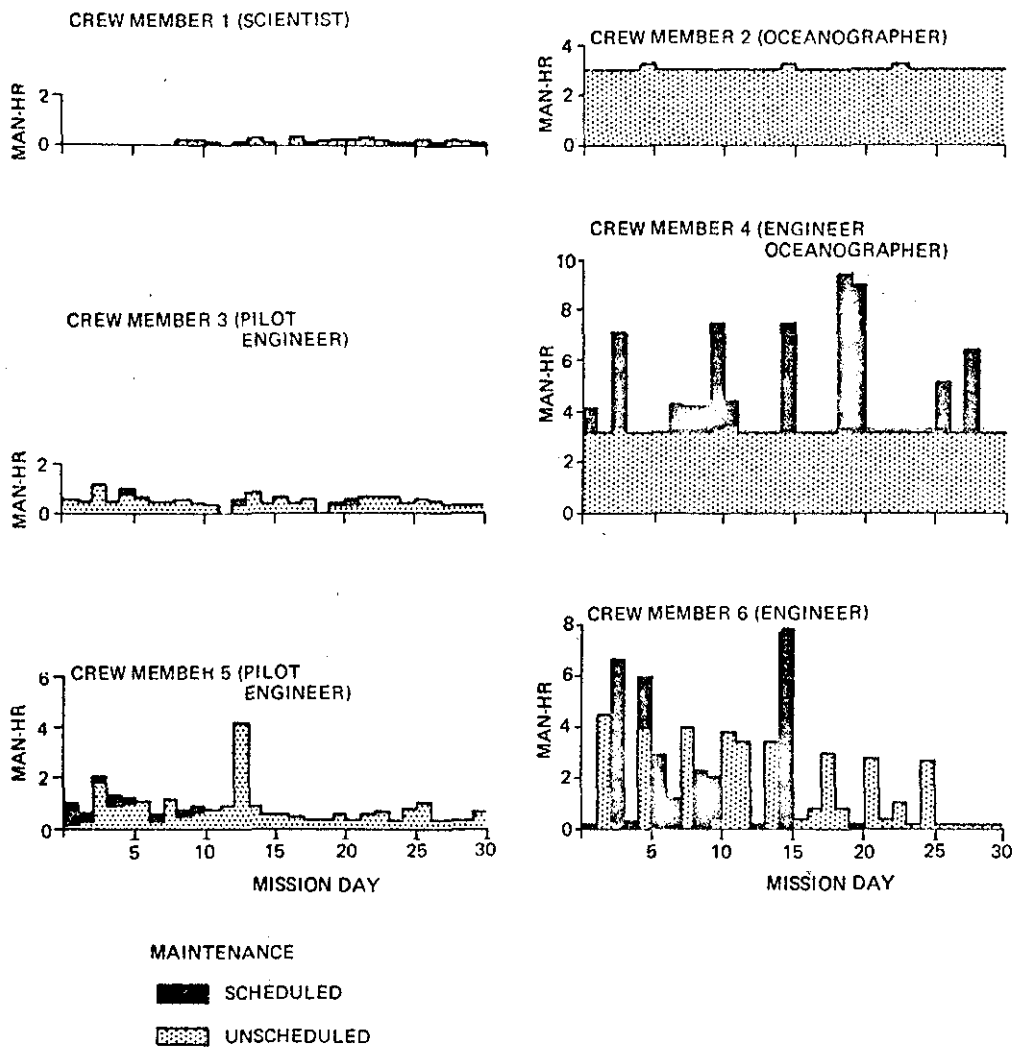 CREW MEMBER 1 (SCIENTIST)
MAN-HR
2
0
CREW MEMBER 2 (OCEANOGRAPHER)
MAN-HR
4
2
0
CREW MEMBER 3 (PILOT
ENGINEER)
MAN-HR
2
0
CREW MEMBER 4 (ENGINEER
OCEANOGRAPHER)
MAN-HR
10
8
6
4
2
0
CREW MEMBER 5 (PILOT
ENGINEER)
MAN-HR
6
4
2
0
5 10 15 20 25 30
MISSION DAY
CREW MEMBER 6 (ENGINEER)
MAN-HR
8
6
4
2
0
5 10 15 20 25 30
MISSION DAY
MAINTENANCE
SCHEDULED
UNSCHEDULED